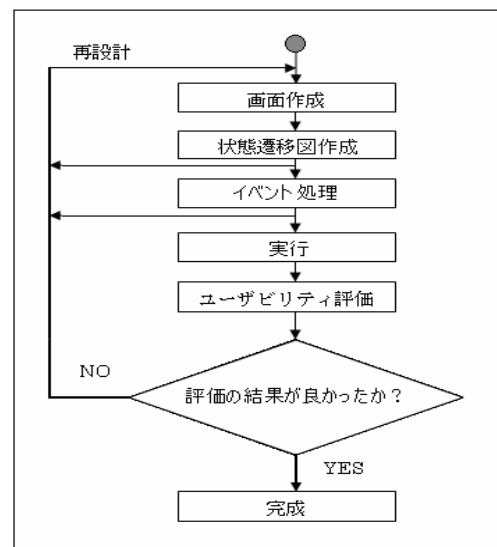 再設計
画面作成
状態遷移図作成
イベント処理
実行
ユーザビリティ評価
NO
評価の結果が良かったか？
YES
完成